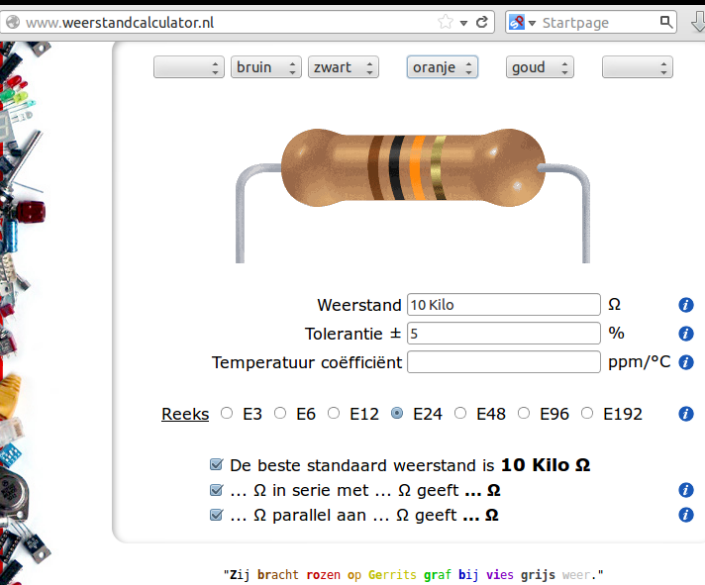 www.weerstandcalculator.nl Startpage
bruin zwart oranje goud
Weerstand 10 Kilo Ω
Tolerantie ± 5 %
Temperatuur coëfficiënt ppm/°C
Reeks E3 E6 E12 E24 E48 E96 E192
De beste standaard weerstand is 10 Kilo Ω
... Ω in serie met ... Ω geeft ... Ω
... Ω parallel aan ... Ω geeft ... Ω
"Zij bracht rozen op Gerrits graf bij vies grijs weer."